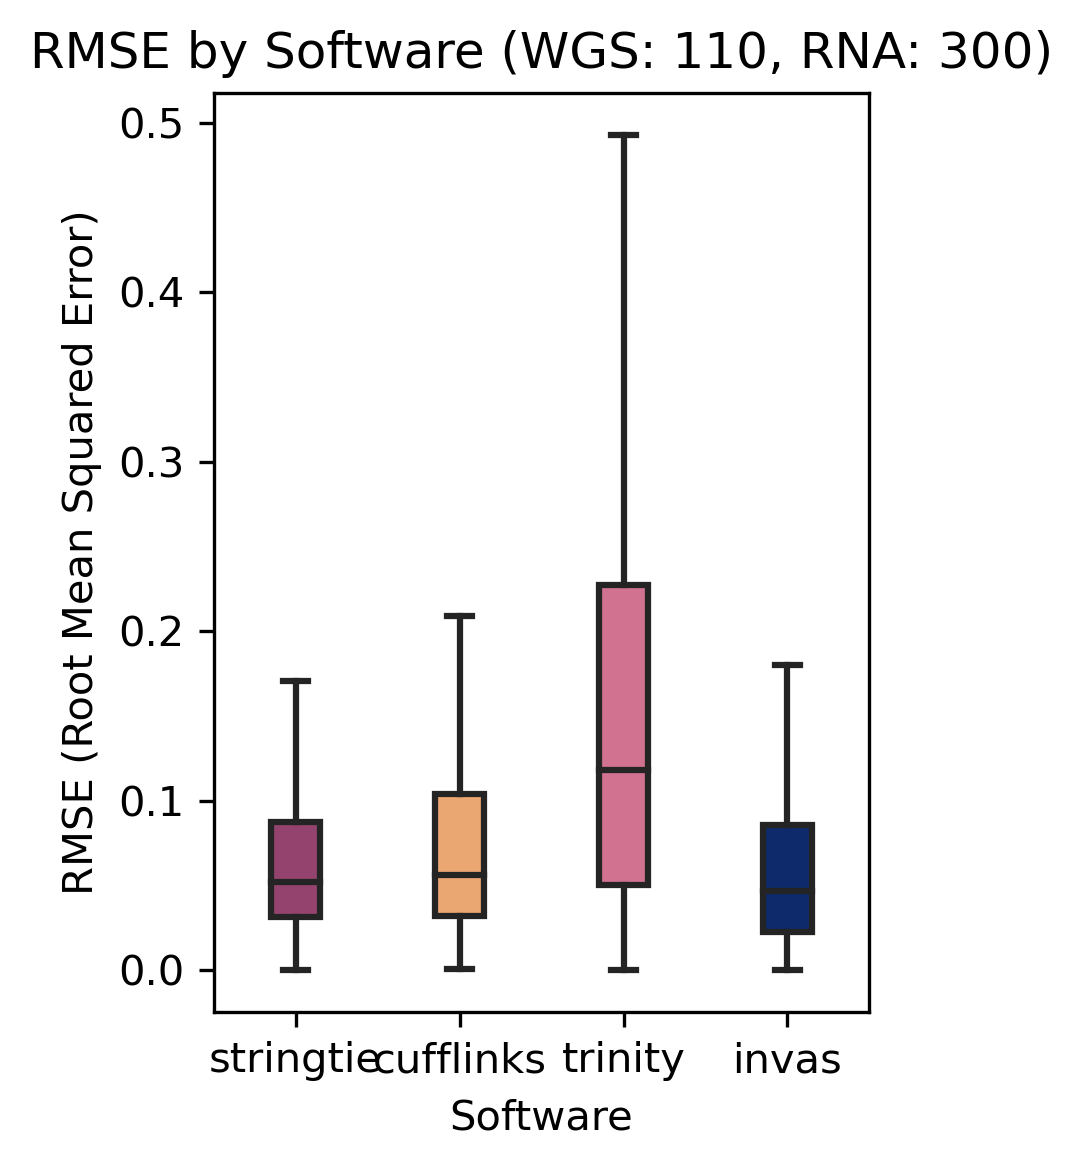 RMSE by Software (WGS: 110, RNA: 300)
RMSE (Root Mean Squared Error)
0.5
0.4
0.3
0.2
0.1
0.0
stringtie cufflinks trinity invas
Software